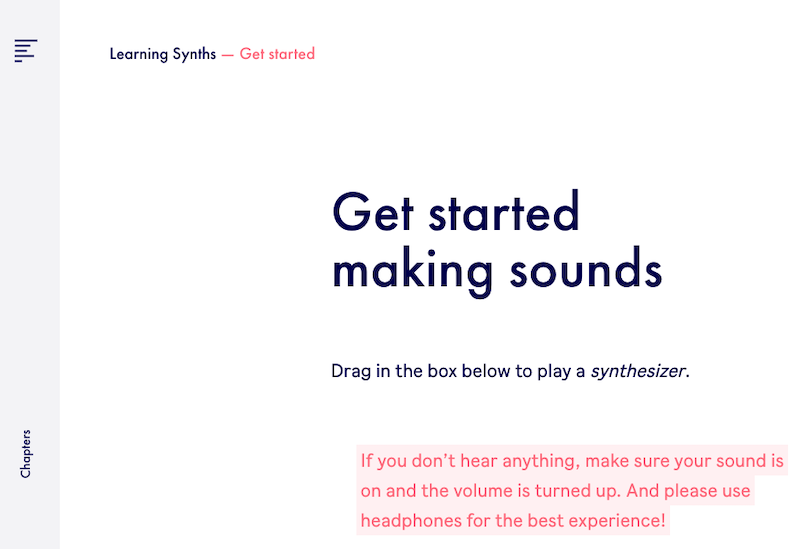 Learning Synths — Get started
Get started
making sounds
Drag in the box below to play a synthesizer.
If you don’t hear anything, make sure your sound is
on and the volume is turned up. And please use
headphones for the best experience!
Chapters